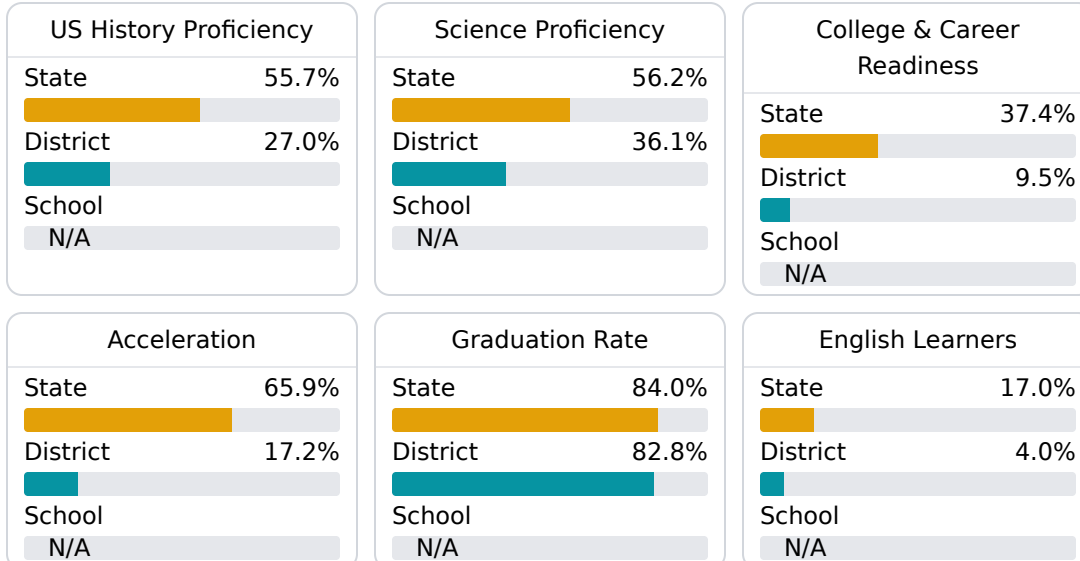 US History Proficiency
State 55.7%
District 27.0%
School
N/A
Science Proficiency
State 56.2%
District 36.1%
School
N/A
College & Career
Readiness
State 37.4%
District 9.5%
School
N/A
Acceleration
State 65.9%
District 17.2%
School
N/A
Graduation Rate
State 84.0%
District 82.8%
School
N/A
English Learners
State 17.0%
District 4.0%
School
N/A